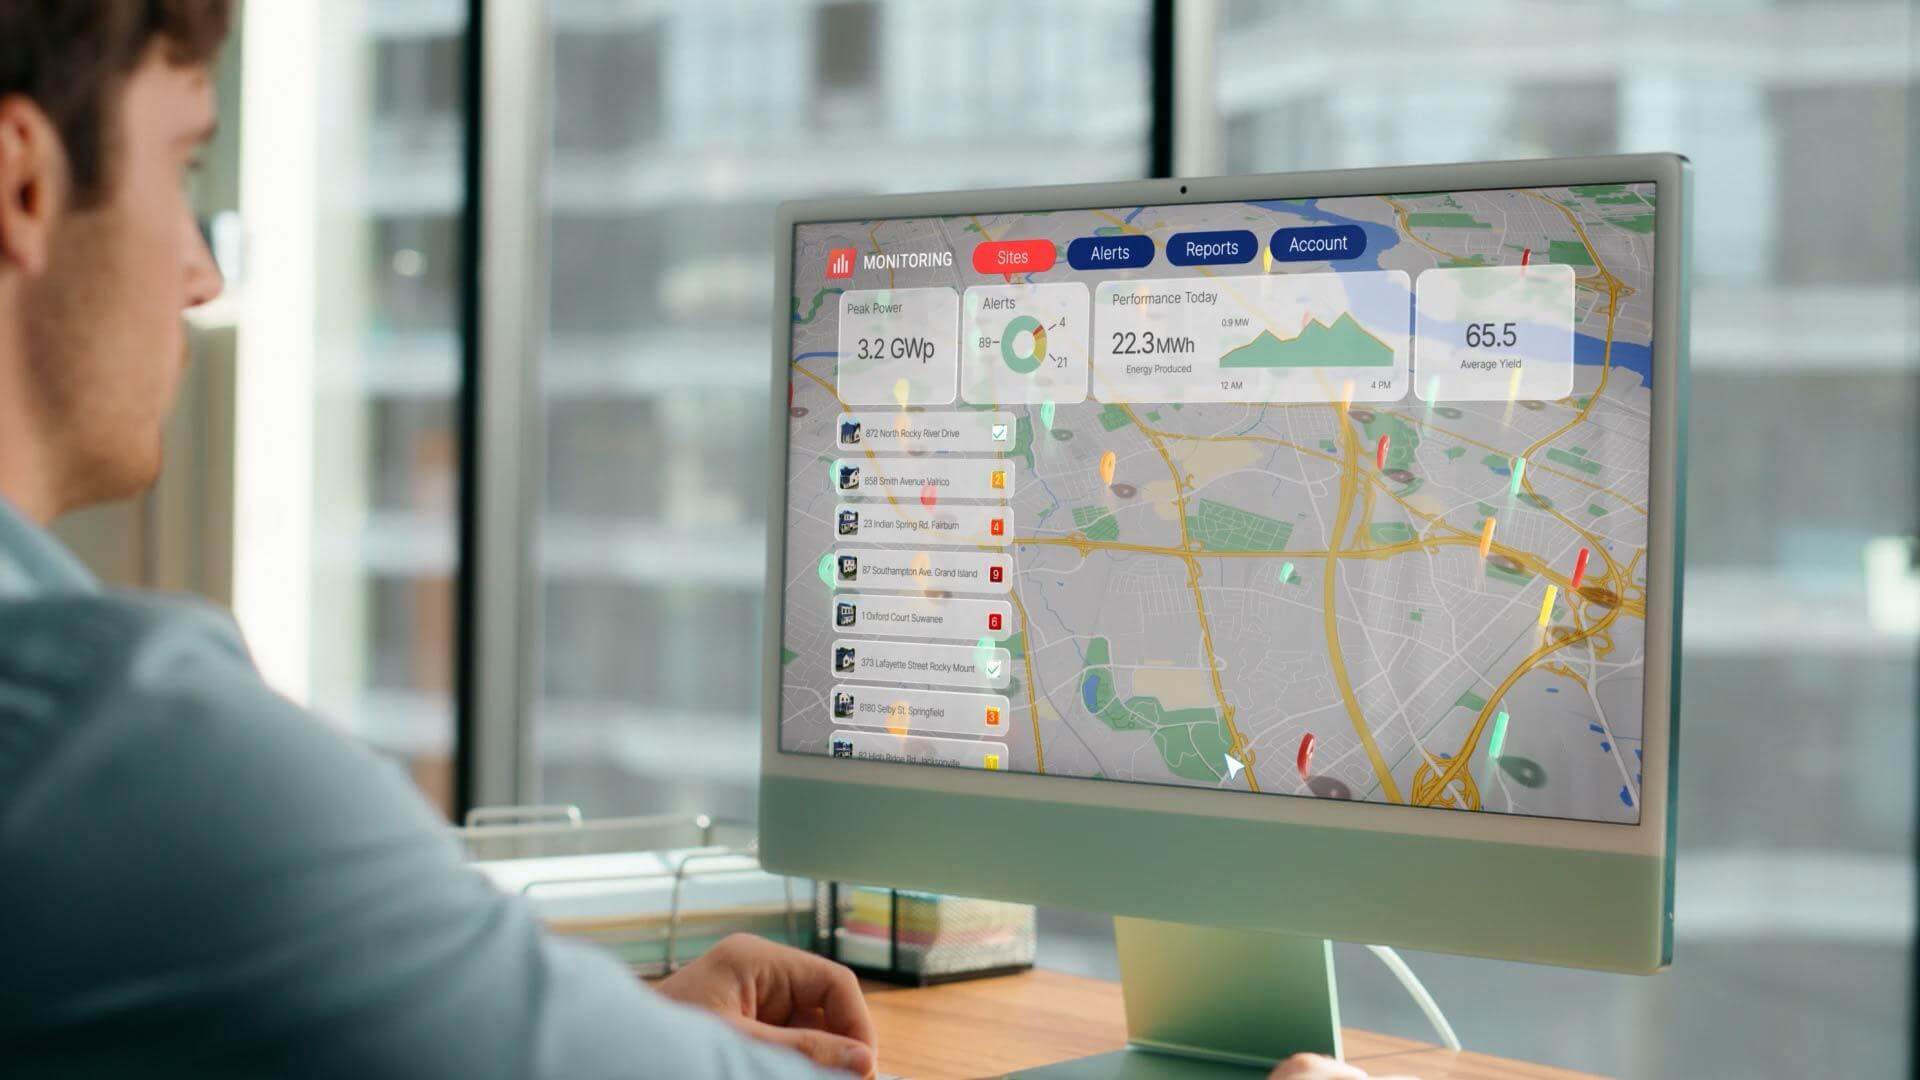 MONITORING
Sites
Alerts
Reports
Account
Peak Power
3.2 GWp
Alerts
4
89
21
Performance Today
22.3MWh
Energy Produced
0.9 MW
12 AM
4 PM
65.5
Average Yield
872 North Rocky River Drive
858 Smith Avenue Valrico
2
23 Indian Spring Rd. Fairburn
4
87 Southampton Ave. Grand Island
9
1 Oxford Court Suwanee
6
373 Lafayette Street Rocky Mount
8180 Selby St. Springfield
3
82 High Ridge Rd. Jacksonville
1